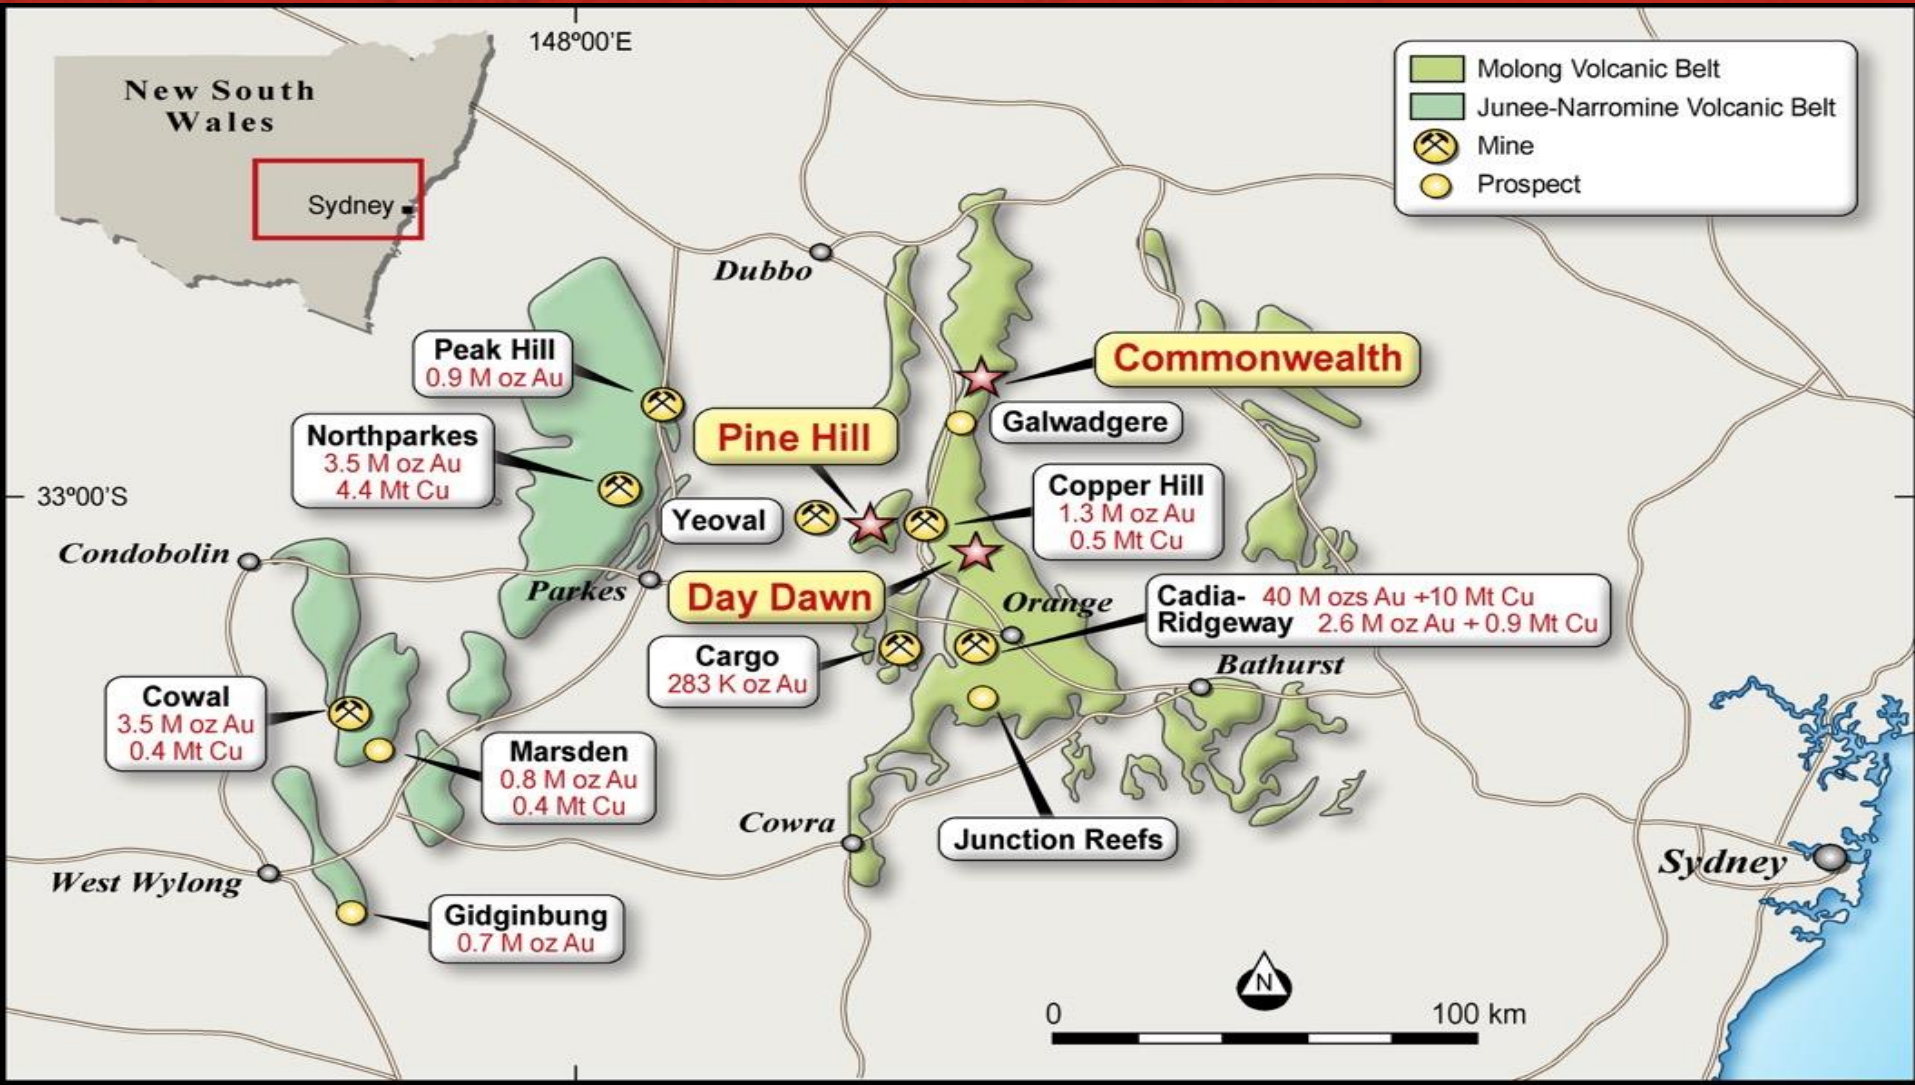 148°00'E
New South
Wales
Sydney
Molong Volcanic Belt
Junee-Narromine Volcanic Belt
Mine
Prospect
Dubbo
Peak Hill
0.9 M oz Au
Commonwealth
Northparkes
3.5 M oz Au
4.4 Mt Cu
Pine Hill
Galwadgere
33°00'S
Yeoval
Copper Hill
1.3 M oz Au
0.5 Mt Cu
Condobolin
Parkes
Day Dawn
Orange
Cadia- 40 M ozs Au +10 Mt Cu
Ridgeway 2.6 M oz Au + 0.9 Mt Cu
Cargo
283 K oz Au
Bathurst
Cowal
3.5 M oz Au
0.4 Mt Cu
Marsden
0.8 M oz Au
0.4 Mt Cu
Cowra
Junction Reefs
Sydney
West Wylong
Gidginbung
0.7 M oz Au
N
0 100 km